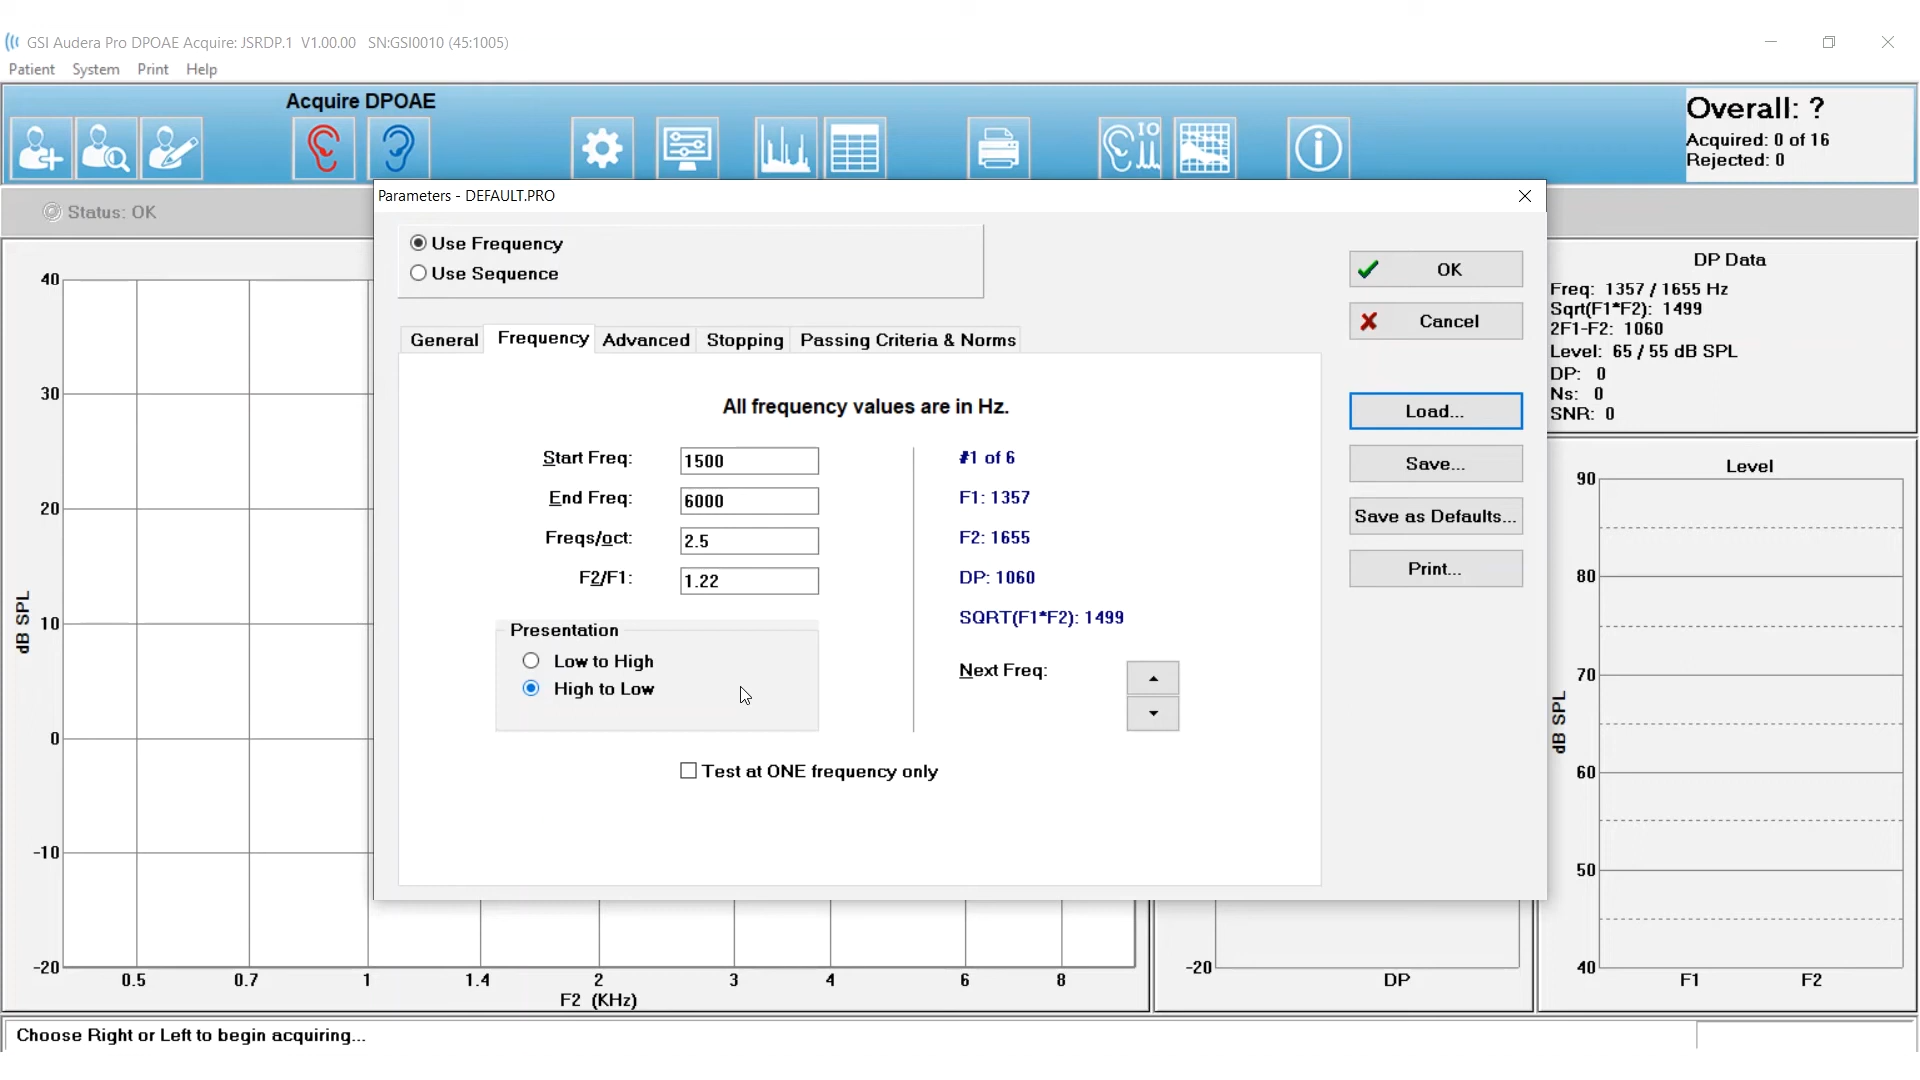 GSI Audera Pro DPOAE Acquire: JSRDP.1 V1.00.00 SN:GSI0010 (45:1005)
Patient System Print Help
Acquire DPOAE
IO
Overall: ?
Acquired: 0 of 16
Rejected: 0
Status: OK
Parameters - DEFAULT.PRO
Use Frequency
Use Sequence
General Frequency Advanced Stopping Passing Criteria & Norms
All frequency values are in Hz.
Start Freq: 1500
End Freq: 6000
Freqs/oct: 2.5
F2/F1: 1.22
Presentation
Low to High
High to Low
#1 of 6
F1: 1357
F2: 1655
DP: 1060
SQRT(F1*F2): 1499
Next Freq:
Test at ONE frequency only
OK
Cancel
Load...
Save...
Save as Defaults...
Print...
DP Data
Freq: 1357 / 1655 Hz
Sqrt(F1*F2): 1499
2F1-F2: 1060
Level: 65 / 55 dB SPL
DP: 0
Ns: 0
SNR: 0
40
30
20
10
0
-10
-20
dB SPL
0.5 0.7 1 1.4 2 3 4 6 8
F2 (KHz)
-20
DP
Level
90
80
70
60
50
40
dB SPL
F1 F2
Choose Right or Left to begin acquiring...